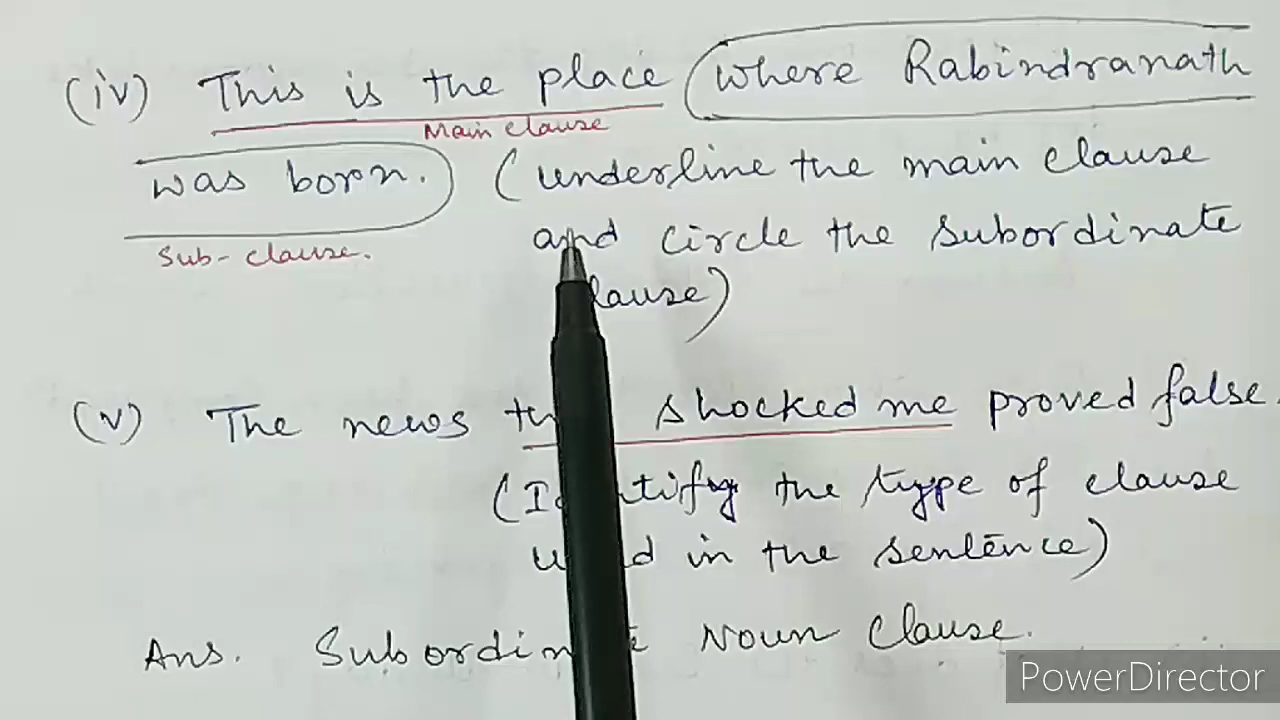 (iv) This is the place (where Rabindranath
Main clause
was born.) (underline the main clause
Sub-clause. and circle the subordinate
lause)
(v) The news shocked me proved false.
( the type of clause
in the sentence)
Ans. Noun Clause.
PowerDirector